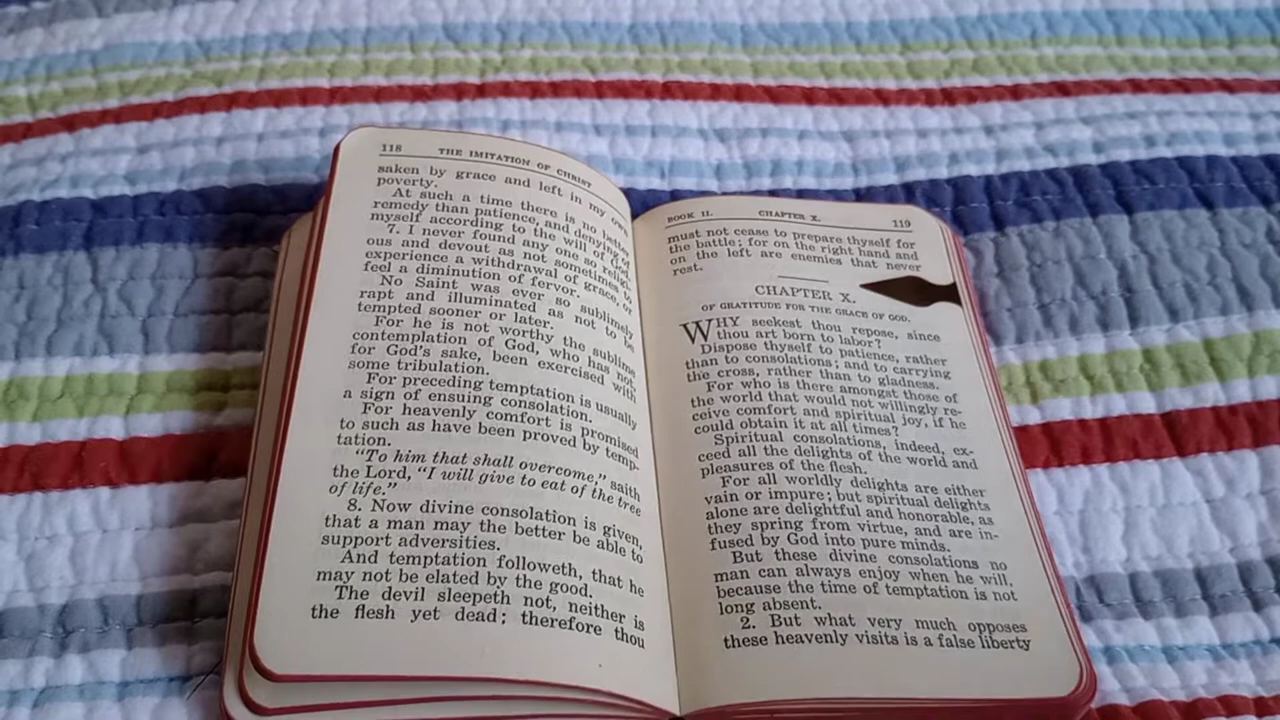 118 THE IMITATION OF CHRIST
saken by grace and left in my own
poverty.
At such a time there is no better
remedy than patience, and denying of
myself according to the will of God.
7. I never found any one so religi-
ous and devout as not sometimes to
experience a withdrawal of grace, or
feel a diminution of fervor.
No Saint was ever so sublimely
rapt and illuminated as not to be
tempted sooner or later.
For he is not worthy the sublime
contemplation of God, who has not,
for God's sake, been exercised with
some tribulation.
For preceding temptation is usually
a sign of ensuing consolation.
For heavenly comfort is promised
to such as have been proved by temp-
tation.
"To him that shall overcome," saith
the Lord, "I will give to eat of the tree
of life."
8. Now divine consolation is given,
that a man may the better be able to
support adversities.
And temptation followeth, that he
may not be elated by the good.
The devil sleepeth not, neither is
the flesh yet dead; therefore thou
BOOK II. CHAPTER X. 119
must not cease to prepare thyself for
the battle; for on the right hand and
on the left are enemies that never
rest.
CHAPTER X.
OF GRATITUDE FOR THE GRACE OF GOD.
WHY seekest thou repose, since
thou art born to labor?
Dispose thyself to patience, rather
than to consolations; and to carrying
the cross, rather than to gladness.
For who is there amongst those of
the world that would not willingly re-
ceive comfort and spiritual joy, if he
could obtain it at all times?
Spiritual consolations, indeed, ex-
ceed all the delights of the world and
pleasures of the flesh.
For all worldly delights are either
vain or impure; but spiritual delights
alone are delightful and honorable, as
they spring from virtue, and are in-
fused by God into pure minds.
But these divine consolations no
man can always enjoy when he will,
because the time of temptation is not
long absent.
2. But what very much opposes
these heavenly visits is a false liberty